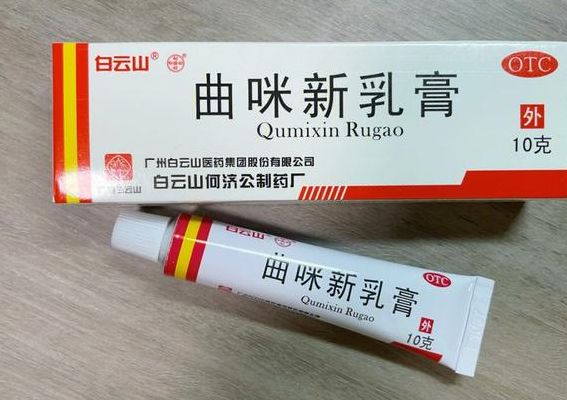 白云山®
OTC
曲咪新乳膏
Qumixin Rugao
外
10克
广州白云山医药集团股份有限公司
白云山何济公制药厂
白云山
曲咪新乳膏
Qumixin Rugao
OTC
外
10克